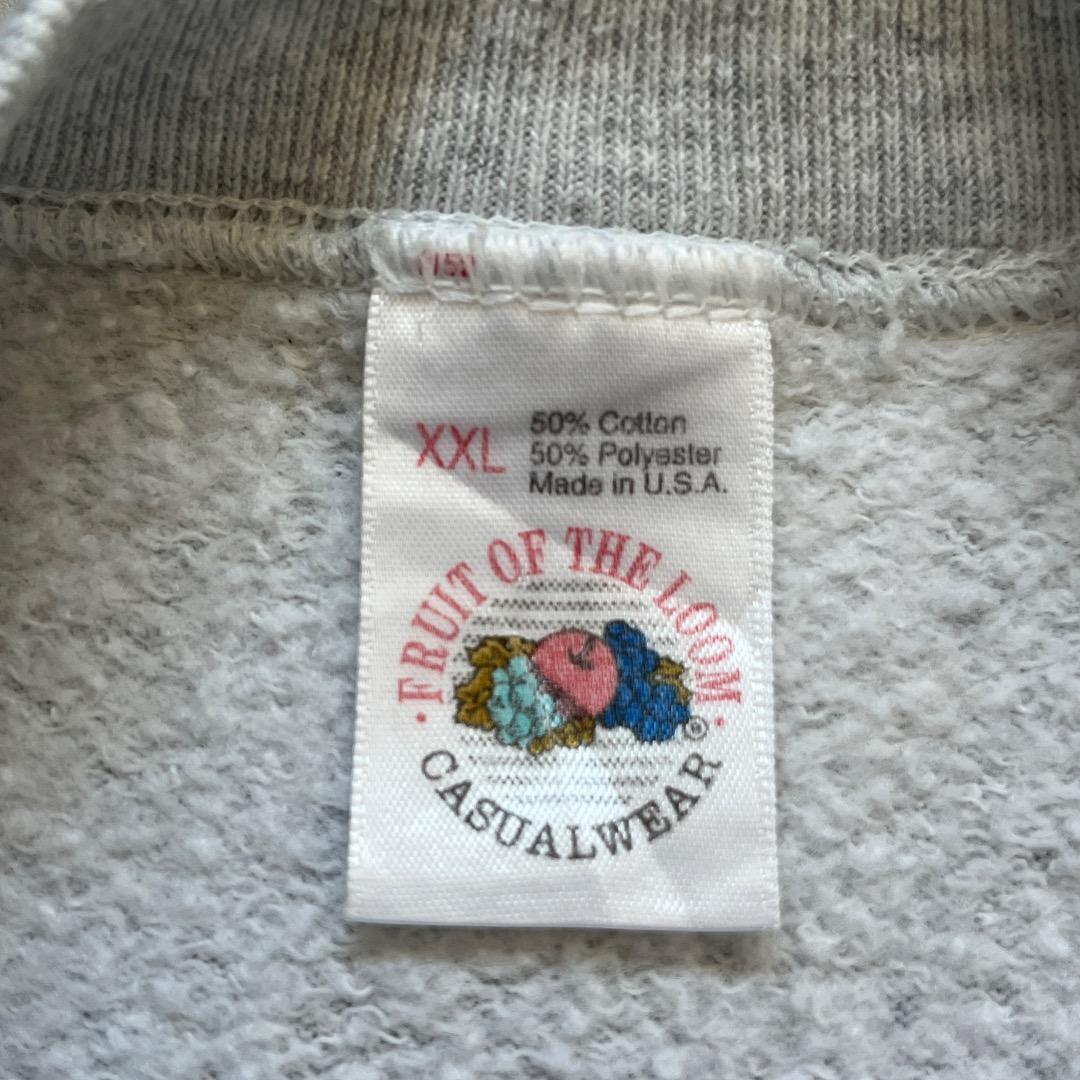 XXL
50% Cotton
50% Polyester
Made in U.S.A.
· FRUIT OF THE LOOM ·
®
CASUALWEAR